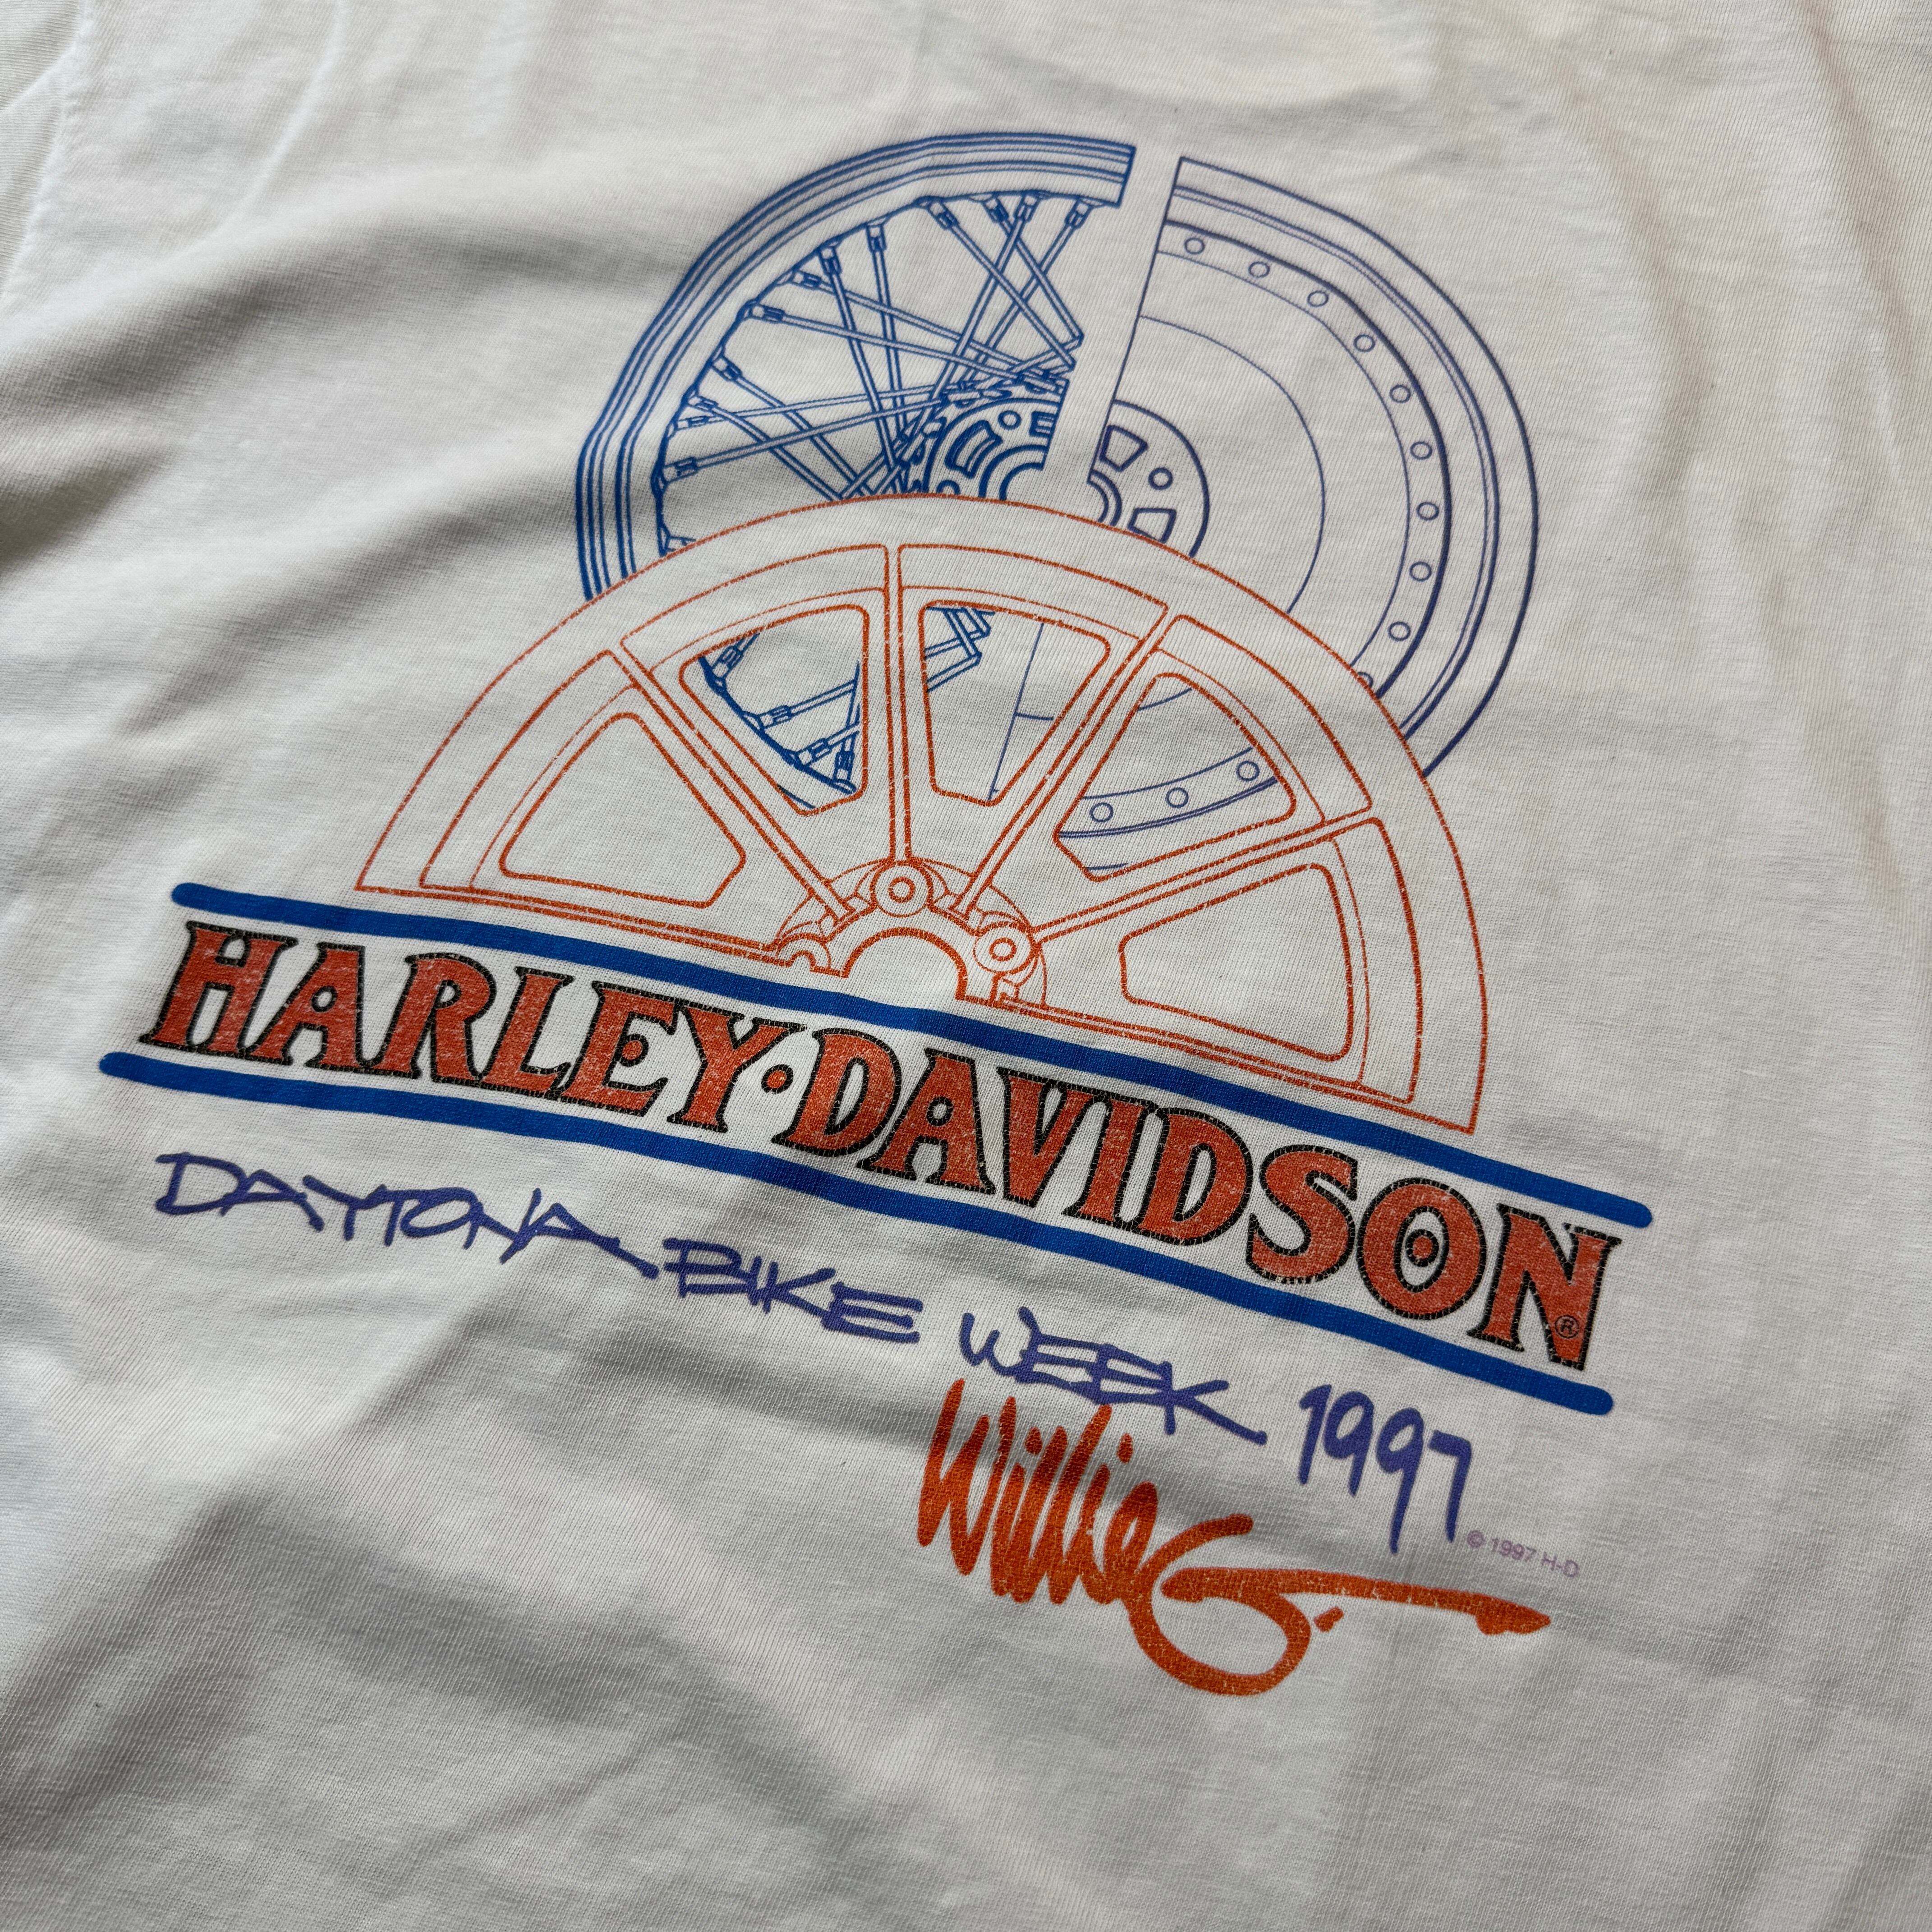 HARLEY·DAVIDSON®
DAYTONA BIKE WEEK 1997
© 1997 H-D
Willie G.